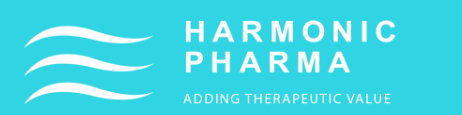 HARMONIC
PHARMA
ADDING THERAPEUTIC VALUE